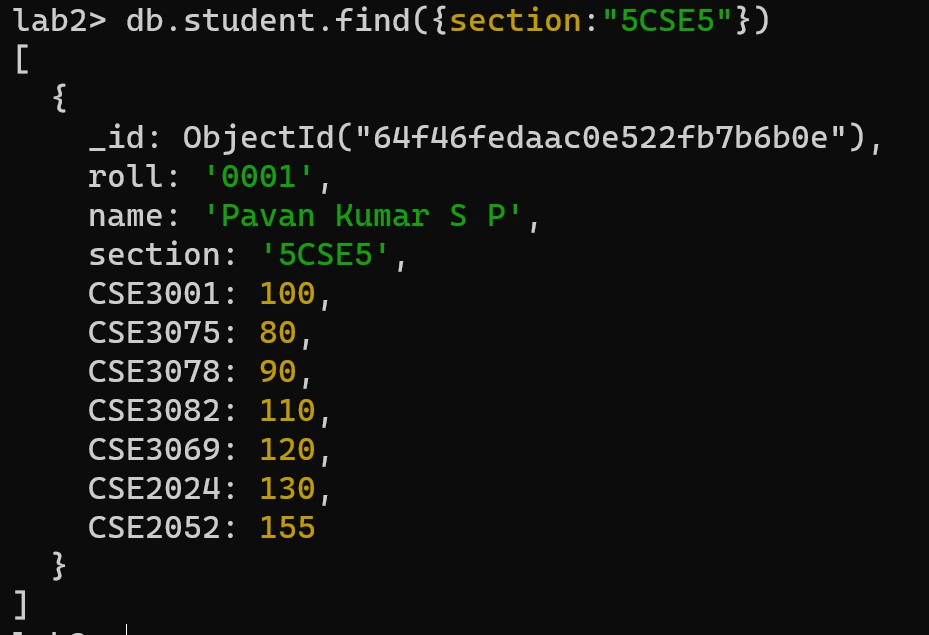 lab2> db.student.find({section:"5CSE5"})
[
  {
    _id: ObjectId("64f46fedaac0e522fb7b6b0e"),
    roll: '0001',
    name: 'Pavan Kumar S P',
    section: '5CSE5',
    CSE3001: 100,
    CSE3075: 80,
    CSE3078: 90,
    CSE3082: 110,
    CSE3069: 120,
    CSE2024: 130,
    CSE2052: 155
  }
]